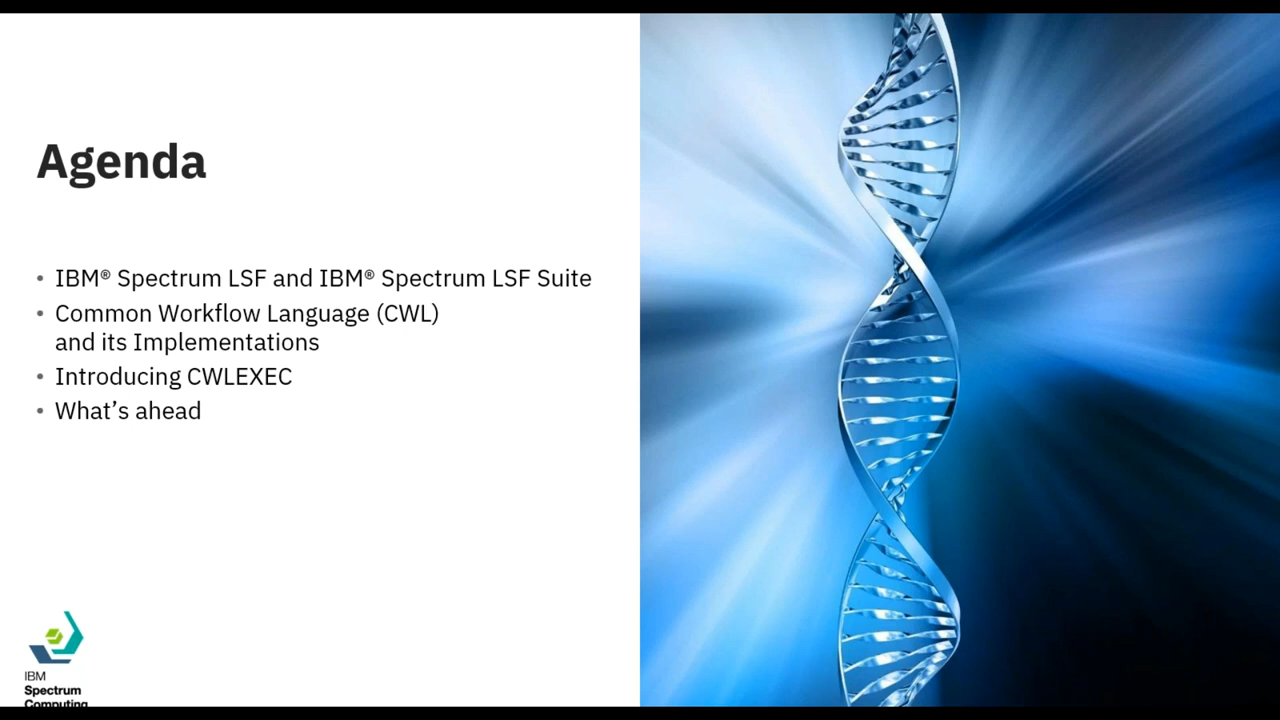 Agenda
• IBM® Spectrum LSF and IBM® Spectrum LSF Suite
• Common Workflow Language (CWL)
and its Implementations
• Introducing CWLEXEC
• What’s ahead
IBM
Spectrum
Computing